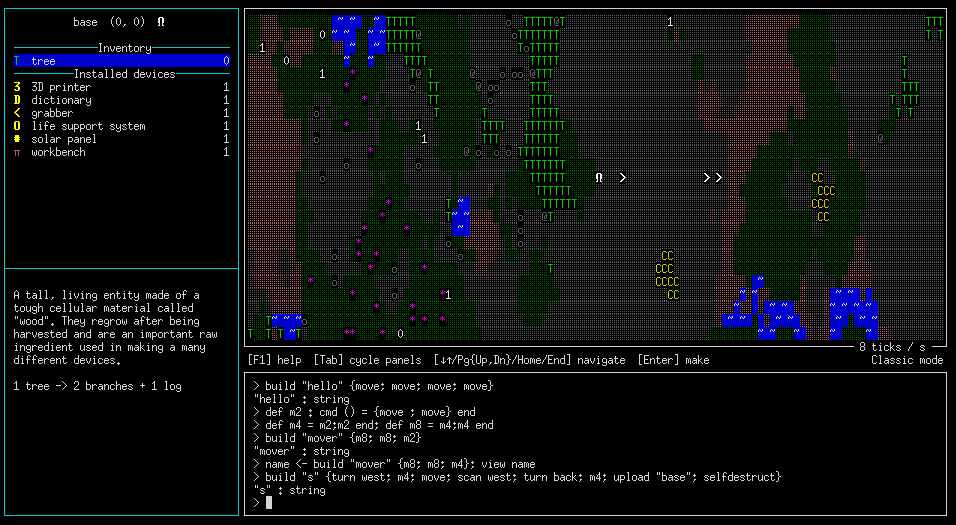 base (0, 0) Ω
Inventory
T tree 0
Installed devices
3 3D printer 1
D dictionary 1
< grabber 1
O life support system 1
# solar panel 1
π workbench 1
A tall, living entity made of a
tough cellular material called
"wood". They regrow after being
harvested and are an important raw
ingredient used in making a many
different devices.
1 tree -> 2 branches + 1 log
8 ticks / s
[F1] help [Tab] cycle panels [↓↑/Pg{Up,Dn}/Home/End] navigate [Enter] make
Classic mode
> build "hello" {move; move; move; move}
"hello" : string
> def m2 : cmd () = {move ; move} end
> def m4 = m2;m2 end; def m8 = m4;m4 end
> build "mover" {m8; m8; m2}
"mover" : string
> name <- build "mover" {m8; m8; m4}; view name
> build "s" {turn west; m4; move; scan west; turn back; m4; upload "base"; selfdestruct}
"s" : string
>